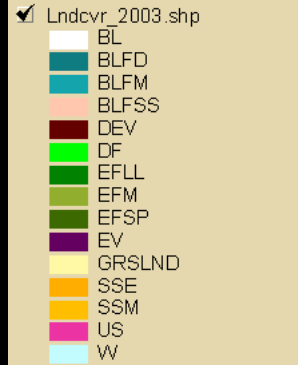 Lndcvr_2003.shp
BL
BLFD
BLFM
BLFSS
DEV
DF
EFLL
EFM
EFSP
EV
GRSLND
SSE
SSM
US
W